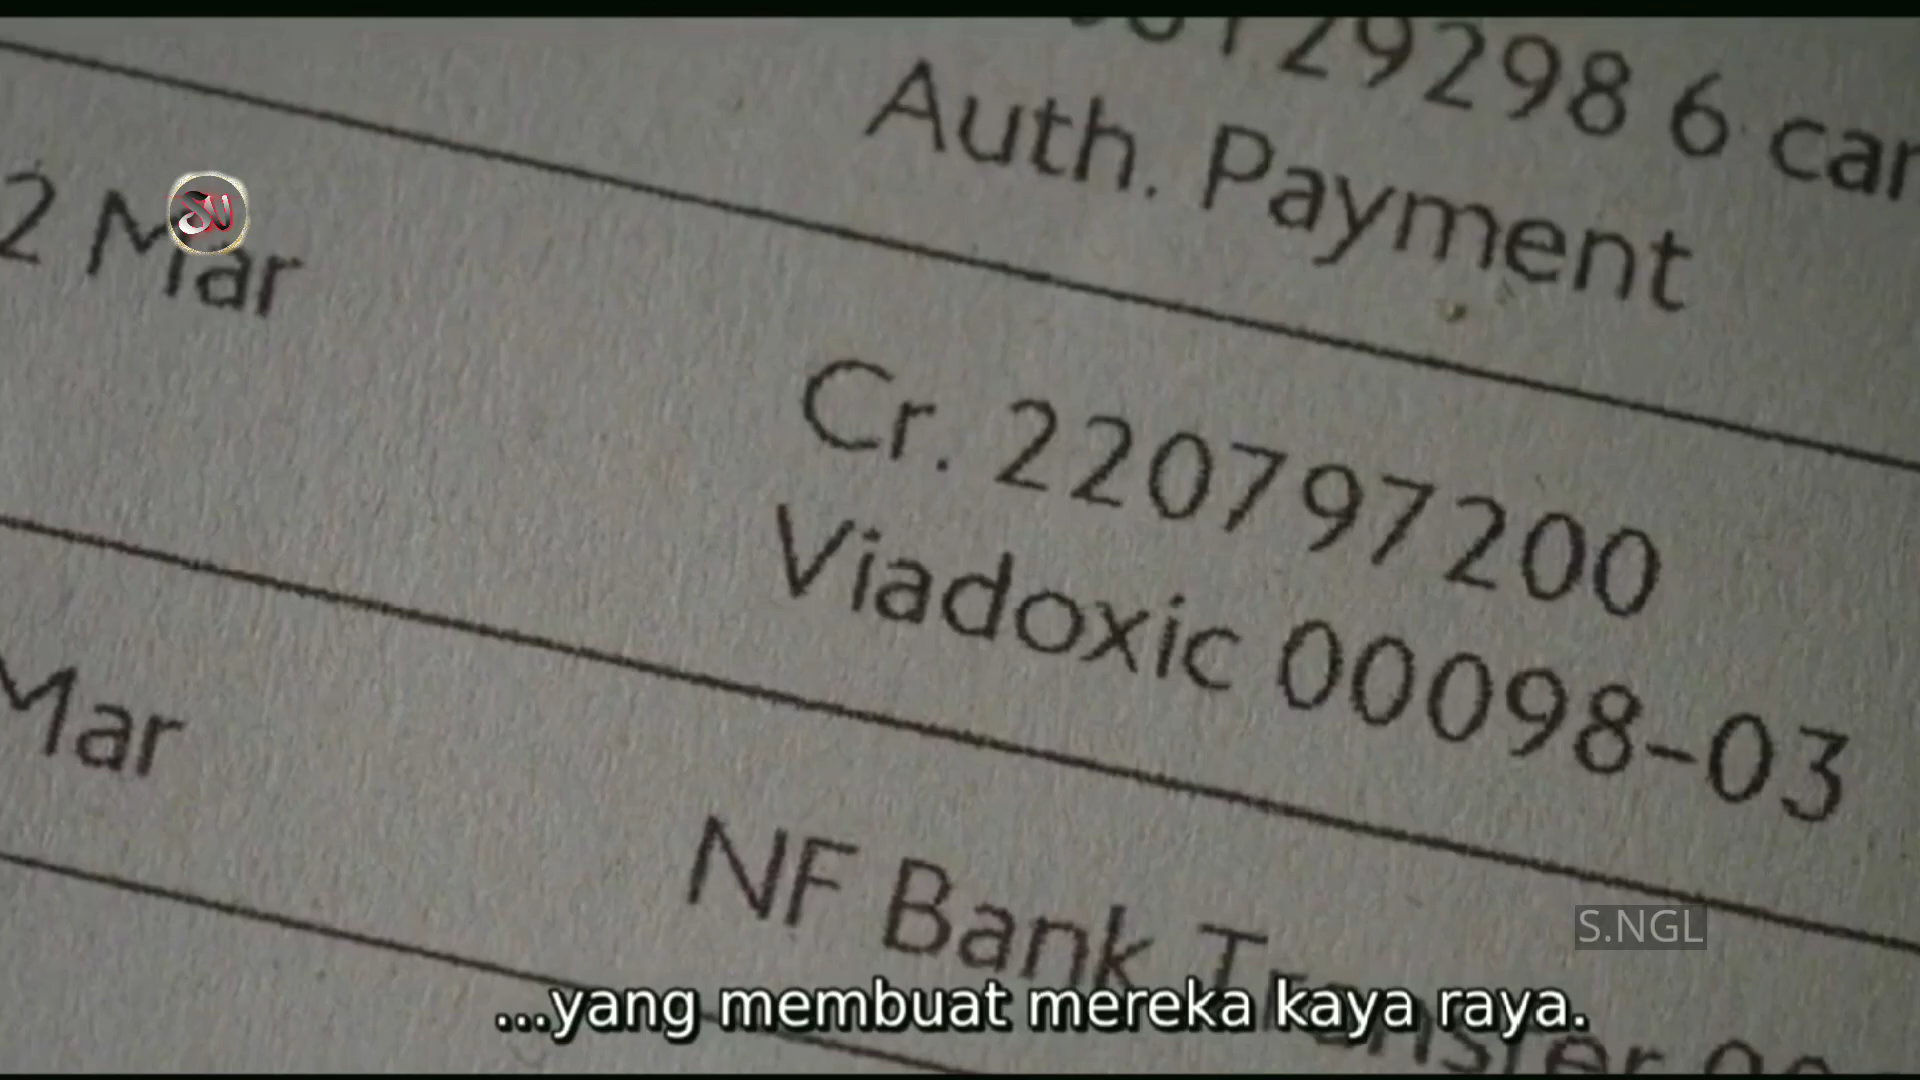 29298 6 car
Auth. Payment
2 Mar
Cr. 220797200
Viadoxic 00098-03
Mar
NF Bank Transfer
S.NGL
...yang membuat mereka kaya raya.